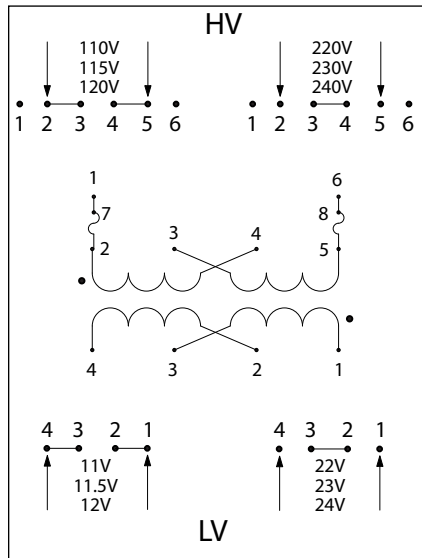 HV
110V 220V
115V 230V
120V 240V
1 2 3 4 5 6 1 2 3 4 5 6
1 6
7 8
2 3 4 5
4 3 2 1
4 3 2 1 4 3 2 1
11V 22V
11.5V 23V
12V 24V
LV